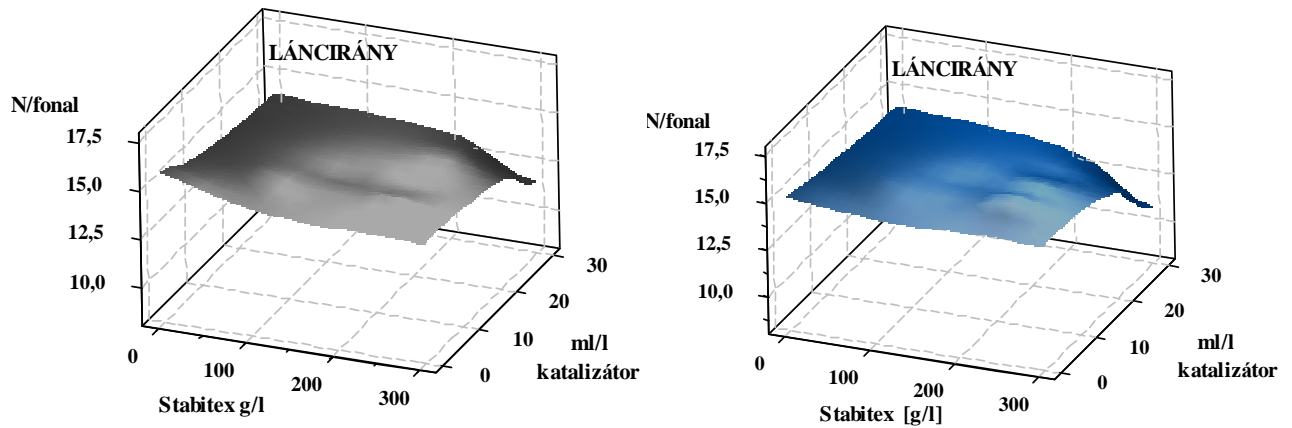 LÁNCIRÁNY
N/fonal
17,5
15,0
12,5
10,0
0
100
200
300
Stabitex g/l
0
10
20
30
ml/l
katalizátor
LÁNCIRÁNY
N/fonal
17,5
15,0
12,5
10,0
0
100
200
300
Stabitex [g/l]
0
10
20
30
ml/l
katalizátor